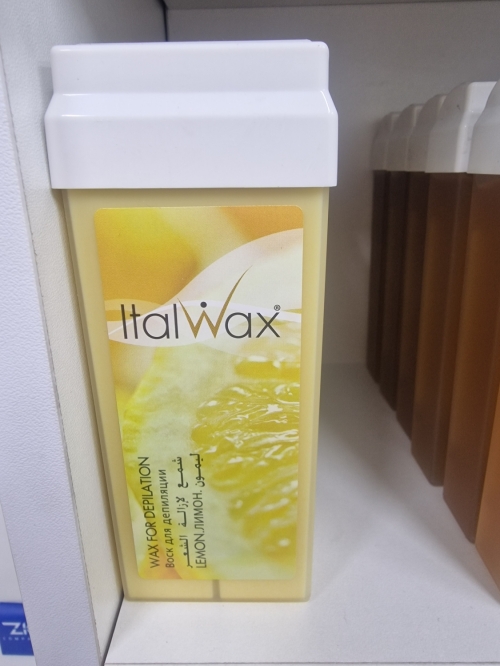 ItalWax®
WAX FOR DEPILATION
Воск для депиляции
شمع لإزالة الشعر
LEMON.ЛИМОН. ليمون